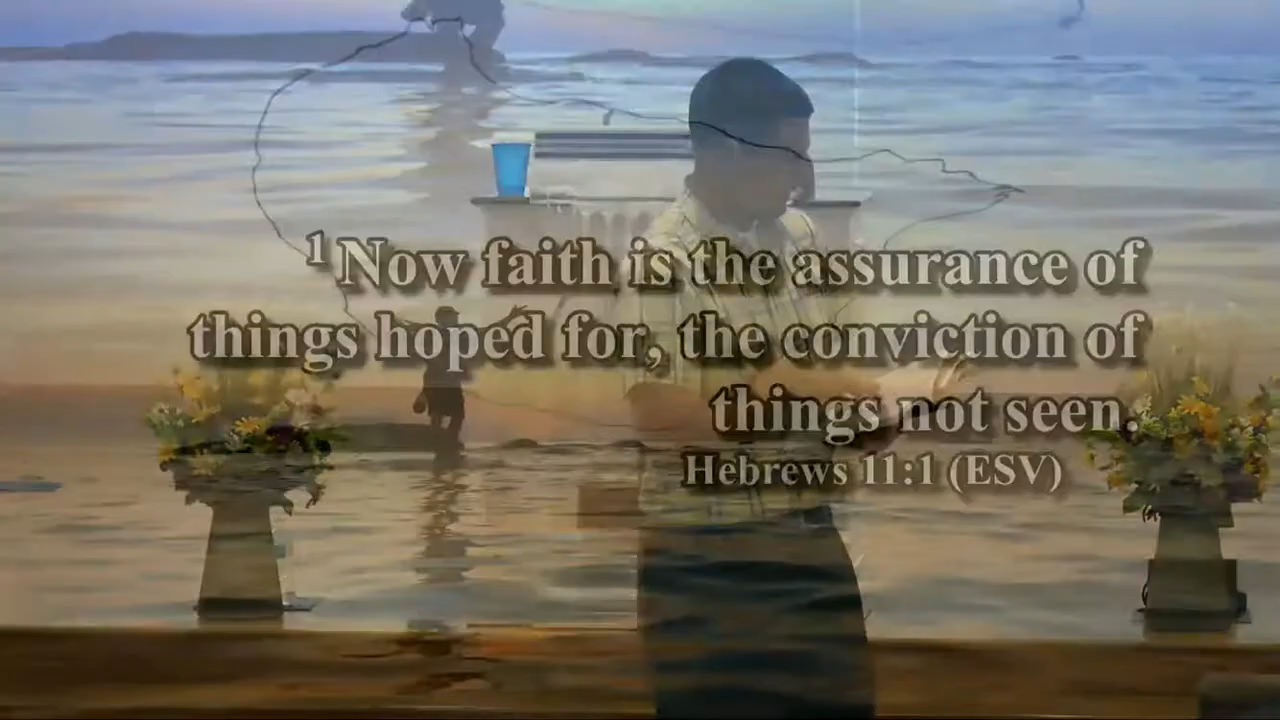 1 Now faith is the assurance of
things hoped for, the conviction of
things not seen.
Hebrews 11:1 (ESV)